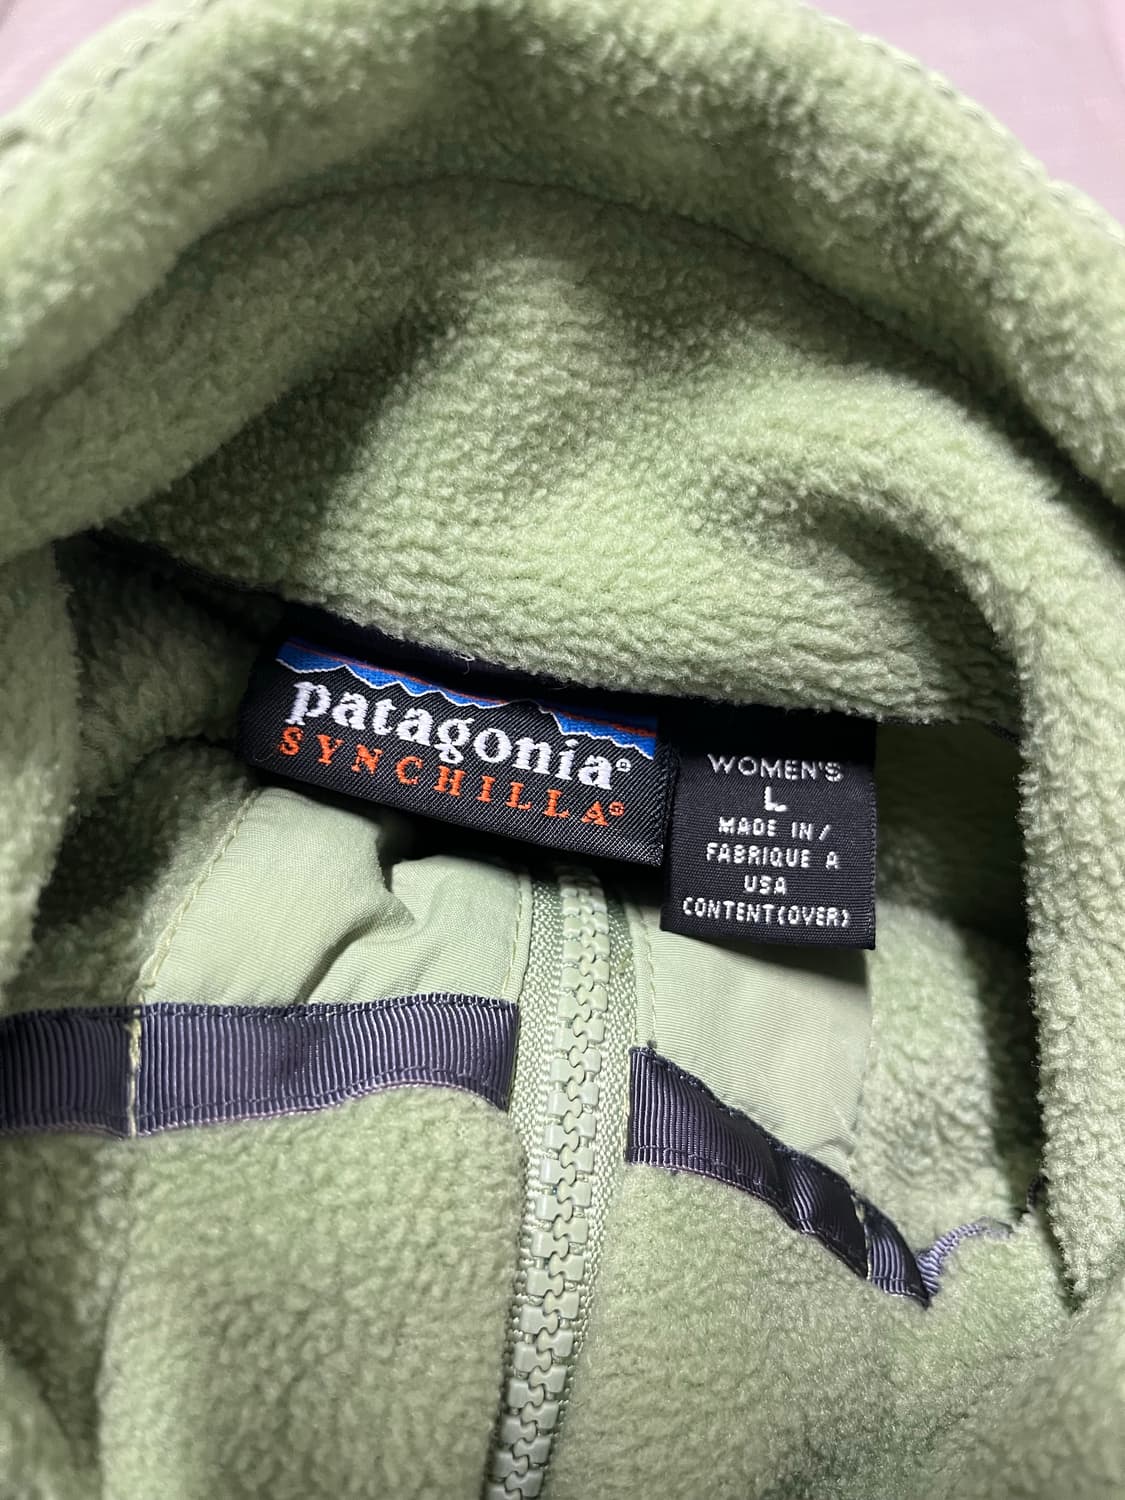 patagonia®
SYNCHILLA®
WOMEN'S
L
MADE IN/
FABRIQUE A
USA
CONTENT(OVER)